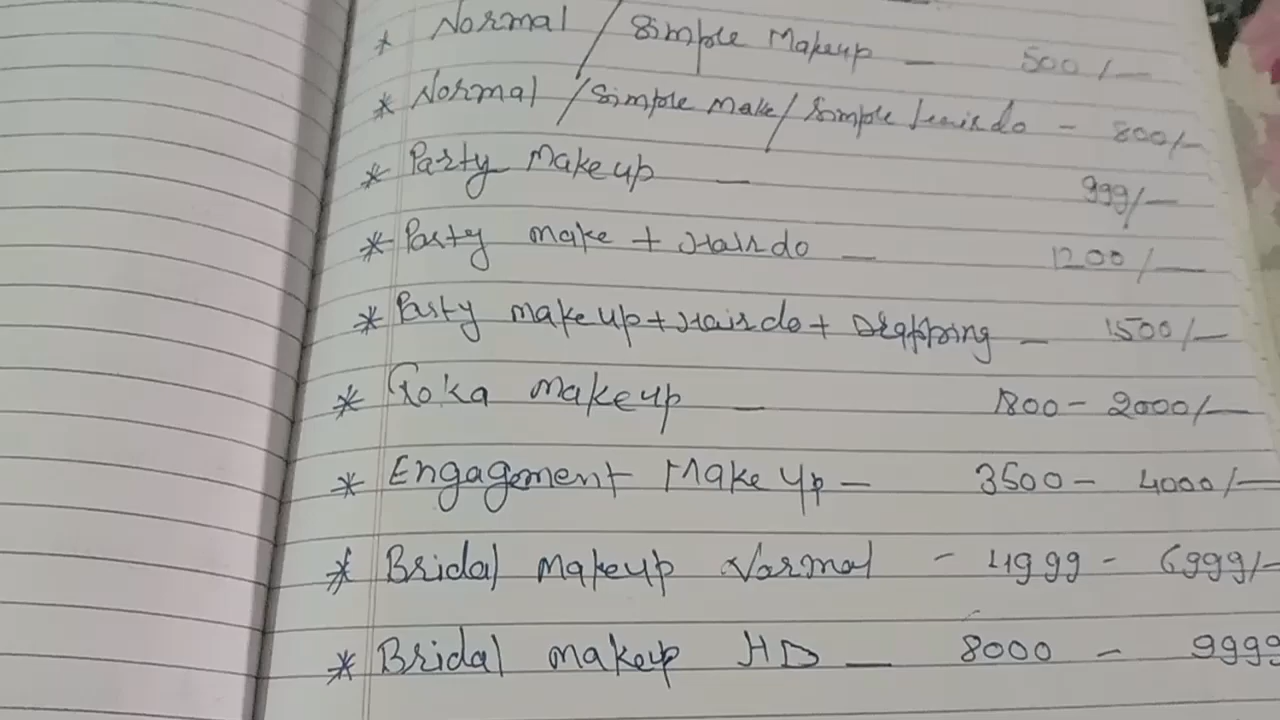 * Normal / Simple Makeup — 500/—
* Normal / Simple Make / Simple hairdo - 800/-
* Party Makeup — 999/—
* Party make + Hairdo — 1200/—
* Party makeup + Hairdo + Drapping — 1500/—
* Roka makeup — 1800 - 2000/—
* Engagement Make Up — 3500 - 4000/—
* Bridal makeup Normal - 4999 - 6999/-
* Bridal makeup HD — 8000 - 9999